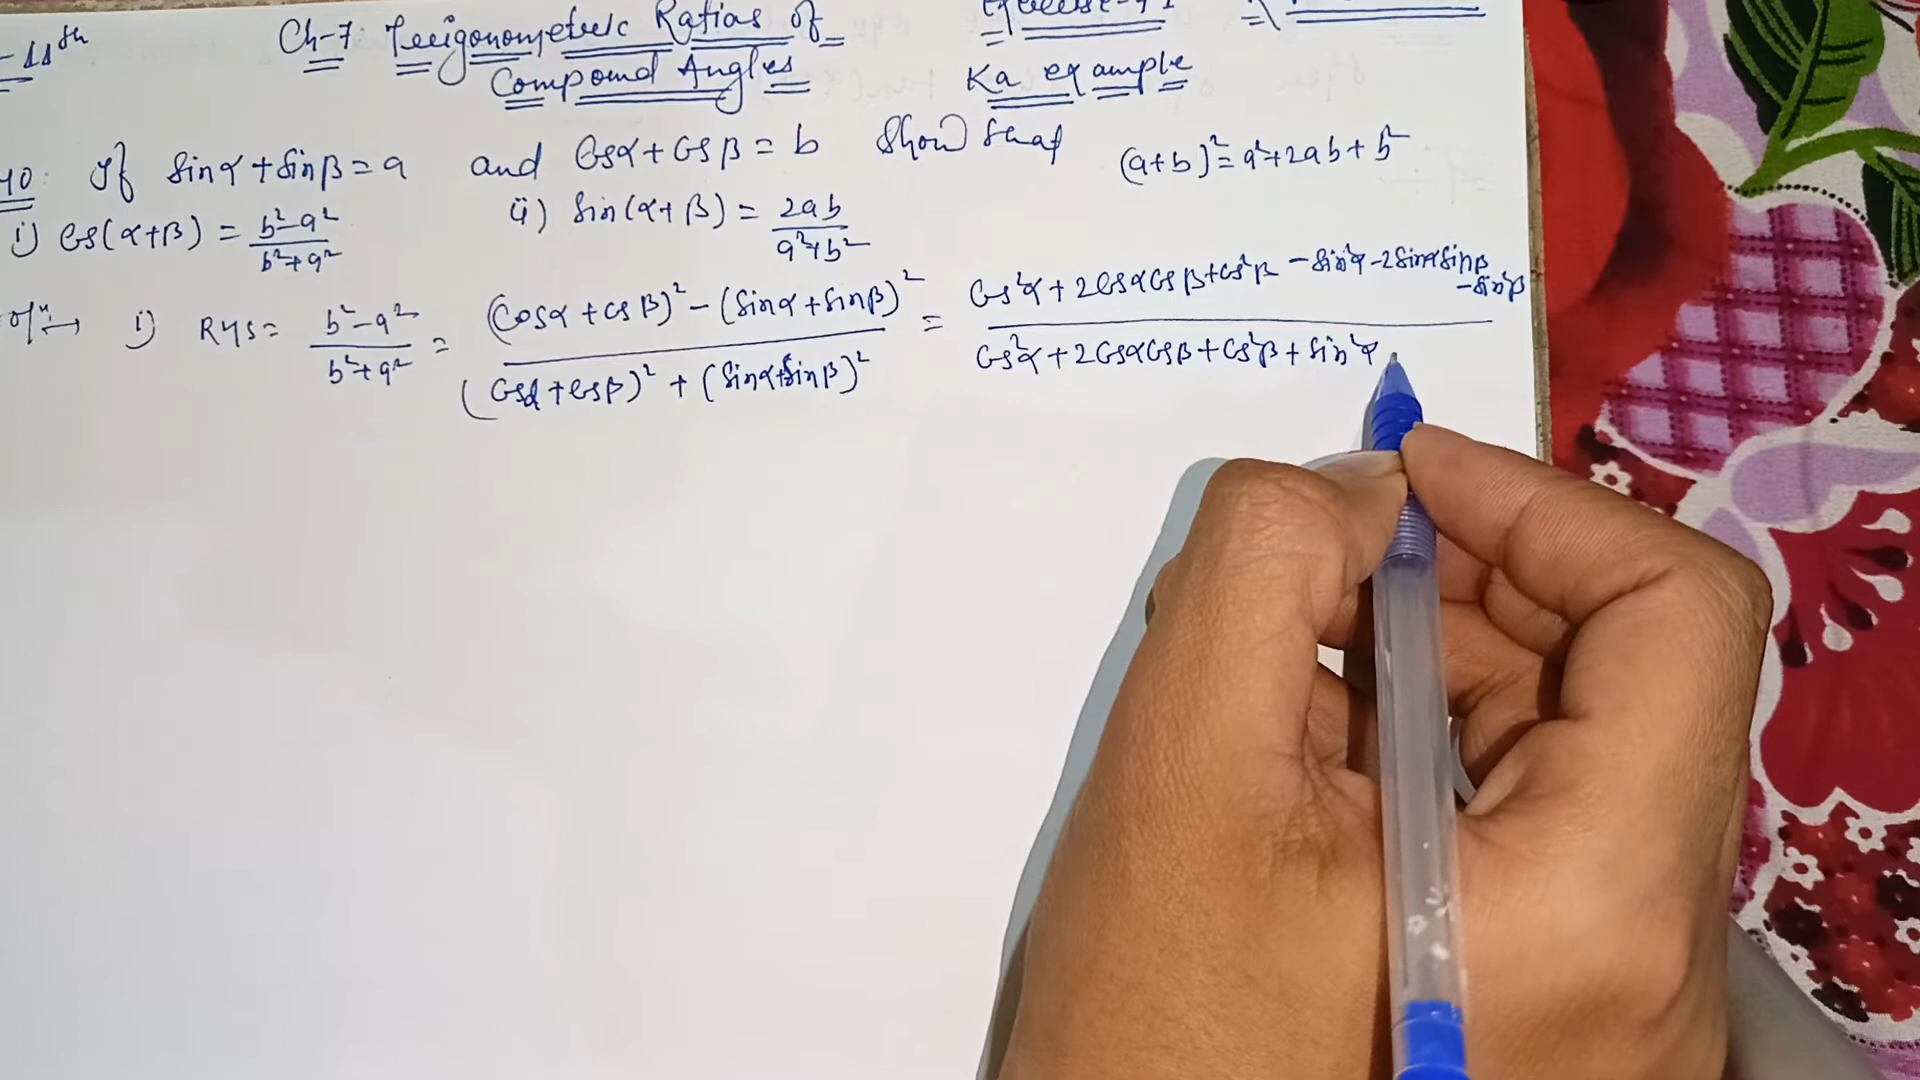 -11th Ch-7: Trigonometric Ratios of Compound Angles
Exercise-
Ka example
10. If Sinα + Sinβ = a and Cosα + Cosβ = b Show that (a+b)² = a²+2ab+b²
i) Cos(α+β) = b²-a² / b²+a² ii) Sin(α+β) = 2ab / a²+b²
i) RHS = b²-a² / b²+a² = (Cosα + Cosβ)² - (Sinα + Sinβ)² / (Cosα + Cosβ)² + (Sinα + Sinβ)² = Cos²α + 2CosαCosβ + Cos²β - Sin²α - 2SinαSinβ - Sin²β / Cos²α + 2CosαCosβ + Cos²β + Sin²α